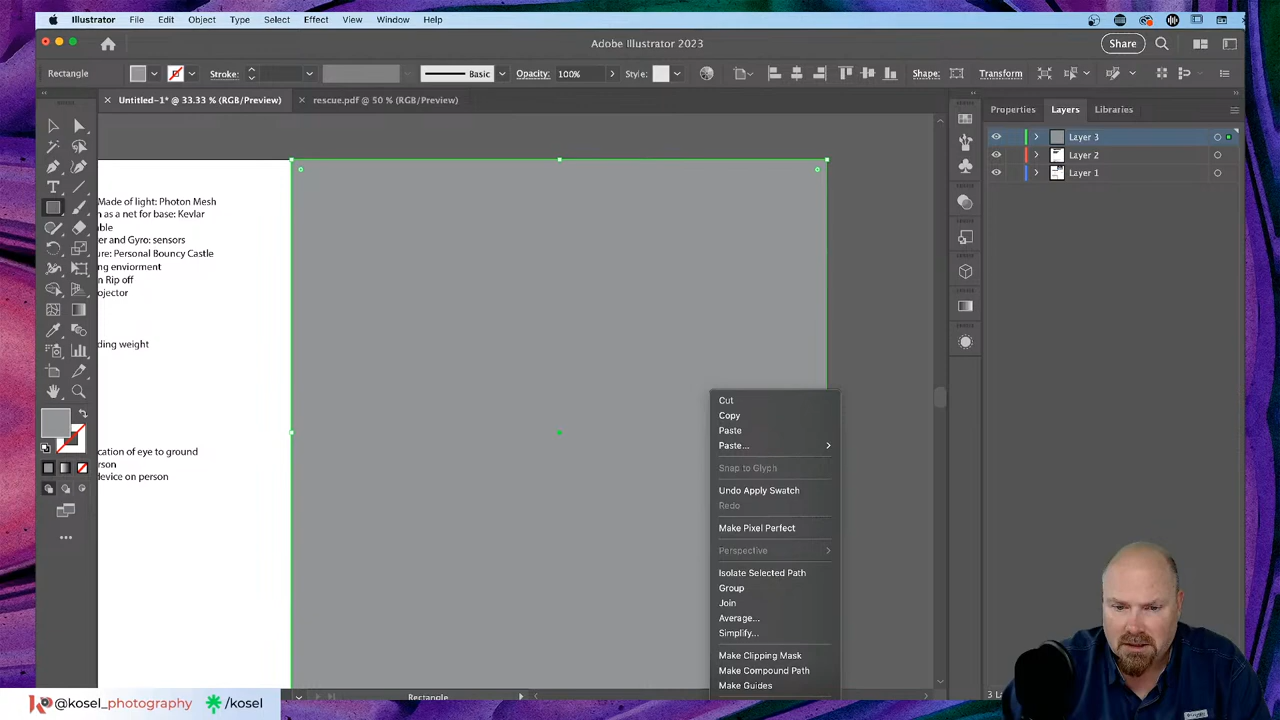 Illustrator File Edit Object Type Select Effect View Window Help
Adobe Illustrator 2023
Share
Rectangle
Stroke:
Basic
Opacity:
100%
Style:
Shape:
Transform
Untitled-1* @ 33.33 % (RGB/Preview)
rescue.pdf @ 50 % (RGB/Preview)
Properties
Layers
Libraries
Layer 3
Layer 2
Layer 1
Made of light: Photon Mesh
as a net for base: Kevlar
ble
er and Gyro: sensors
ure: Personal Bouncy Castle
ng enviorment
n Rip off
ojector
ding weight
cation of eye to ground
rson
device on person
Cut
Copy
Paste
Paste...
Snap to Glyph
Undo Apply Swatch
Redo
Make Pixel Perfect
Perspective
Isolate Selected Path
Group
Join
Average...
Simplify...
Make Clipping Mask
Make Compound Path
Make Guides
Rectangle
@kosel_photography
/kosel